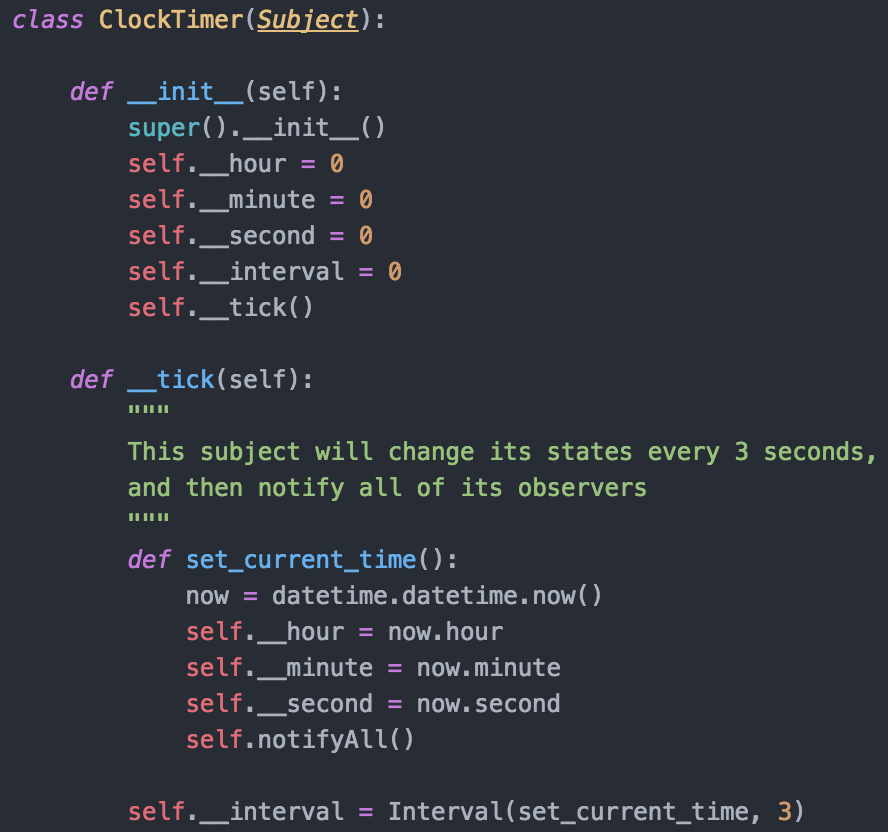 class ClockTimer(Subject):
def __init__(self):
super().__init__()
self.__hour = 0
self.__minute = 0
self.__second = 0
self.__interval = 0
self.__tick()
def __tick(self):
"""
This subject will change its states every 3 seconds,
and then notify all of its observers
"""
def set_current_time():
now = datetime.datetime.now()
self.__hour = now.hour
self.__minute = now.minute
self.__second = now.second
self.notifyAll()
self.__interval = Interval(set_current_time, 3)